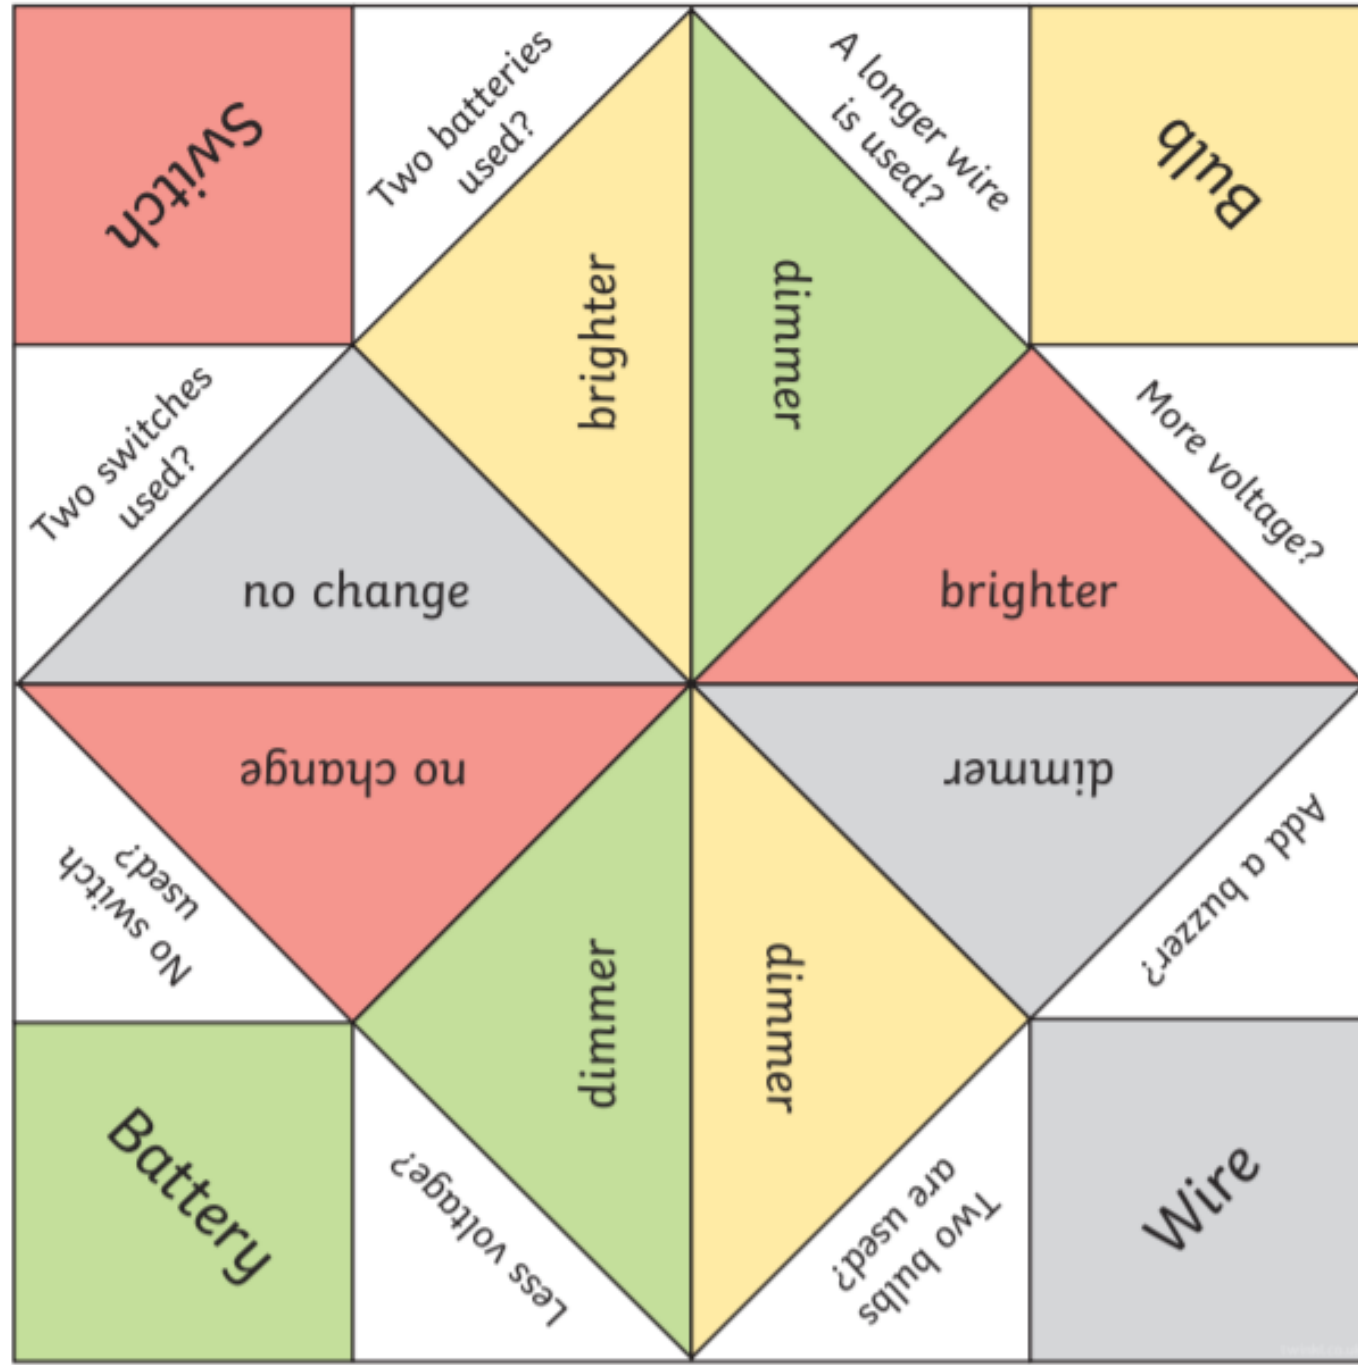 Switch
Two batteries
used?
A longer wire
is used?
Bulb
Two switches
used?
brighter
dimmer
More voltage?
no change
brighter
no change
dimmer
No switch
used?
Add a buzzer?
dimmer
dimmer
Battery
Less voltage?
Two bulbs
are used?
Wire